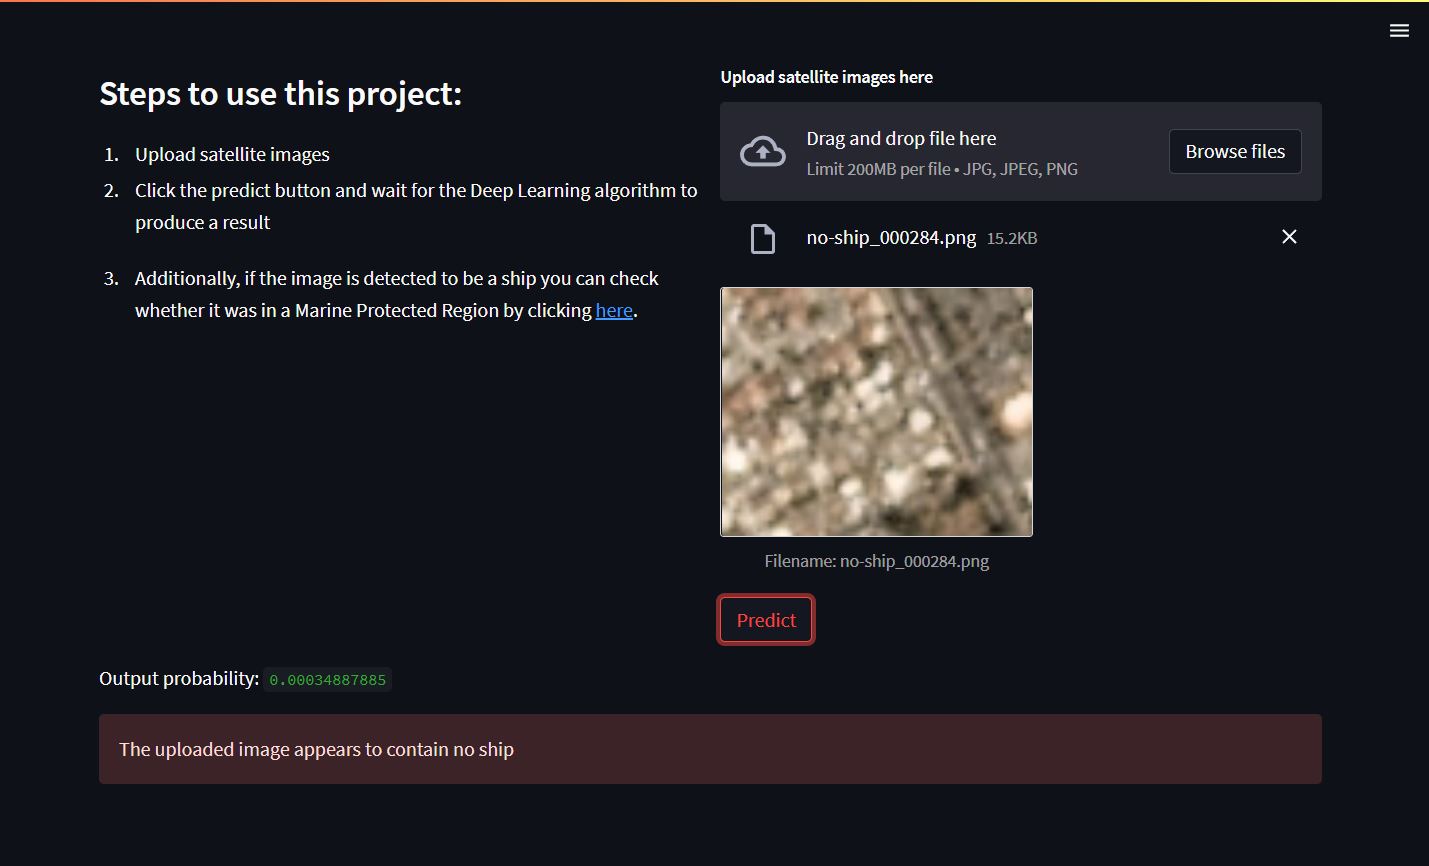 Steps to use this project:
1. Upload satellite images
2. Click the predict button and wait for the Deep Learning algorithm to
produce a result
3. Additionally, if the image is detected to be a ship you can check
whether it was in a Marine Protected Region by clicking here.
Upload satellite images here
Drag and drop file here
Limit 200MB per file • JPG, JPEG, PNG
Browse files
no-ship_000284.png 15.2KB
Filename: no-ship_000284.png
Predict
Output probability: 0.00034887885
The uploaded image appears to contain no ship